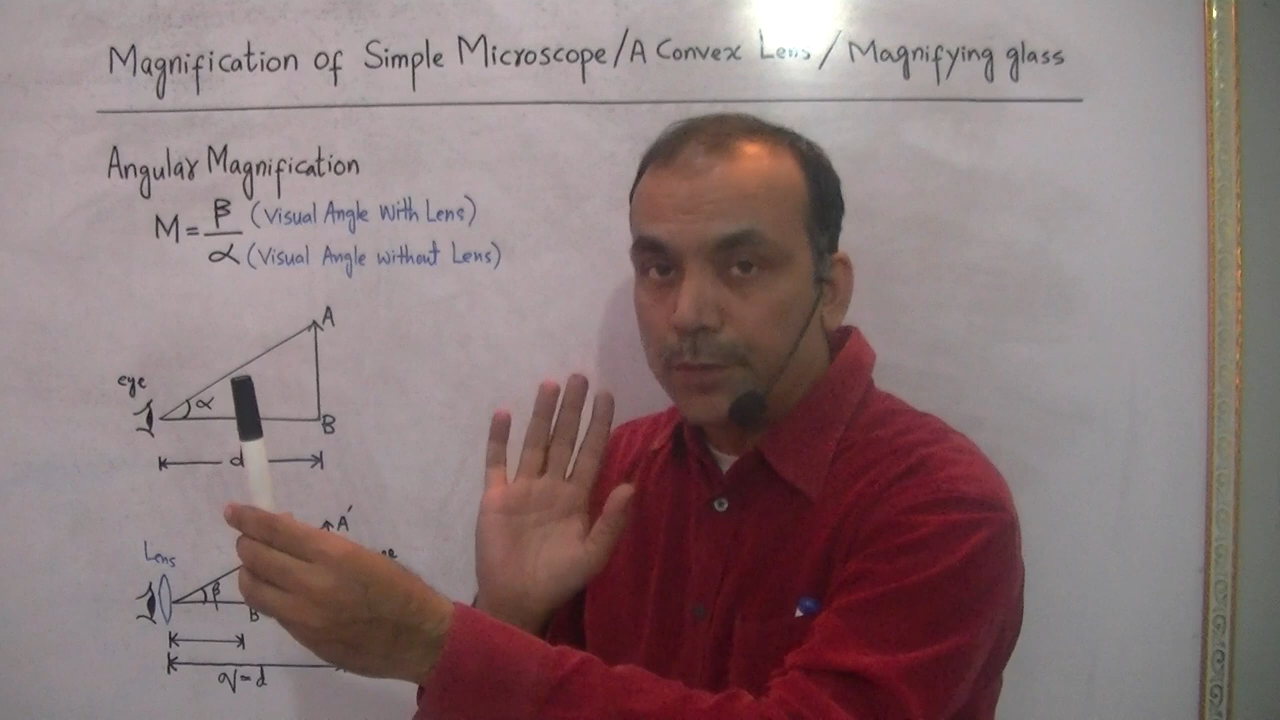 Magnification of Simple Microscope/A Convex Lens/Magnifying glass
Angular Magnification
M = β (Visual Angle With Lens)
α (Visual Angle without Lens)
A
eye
α
B
d
A′
Lens
β
B
q = d